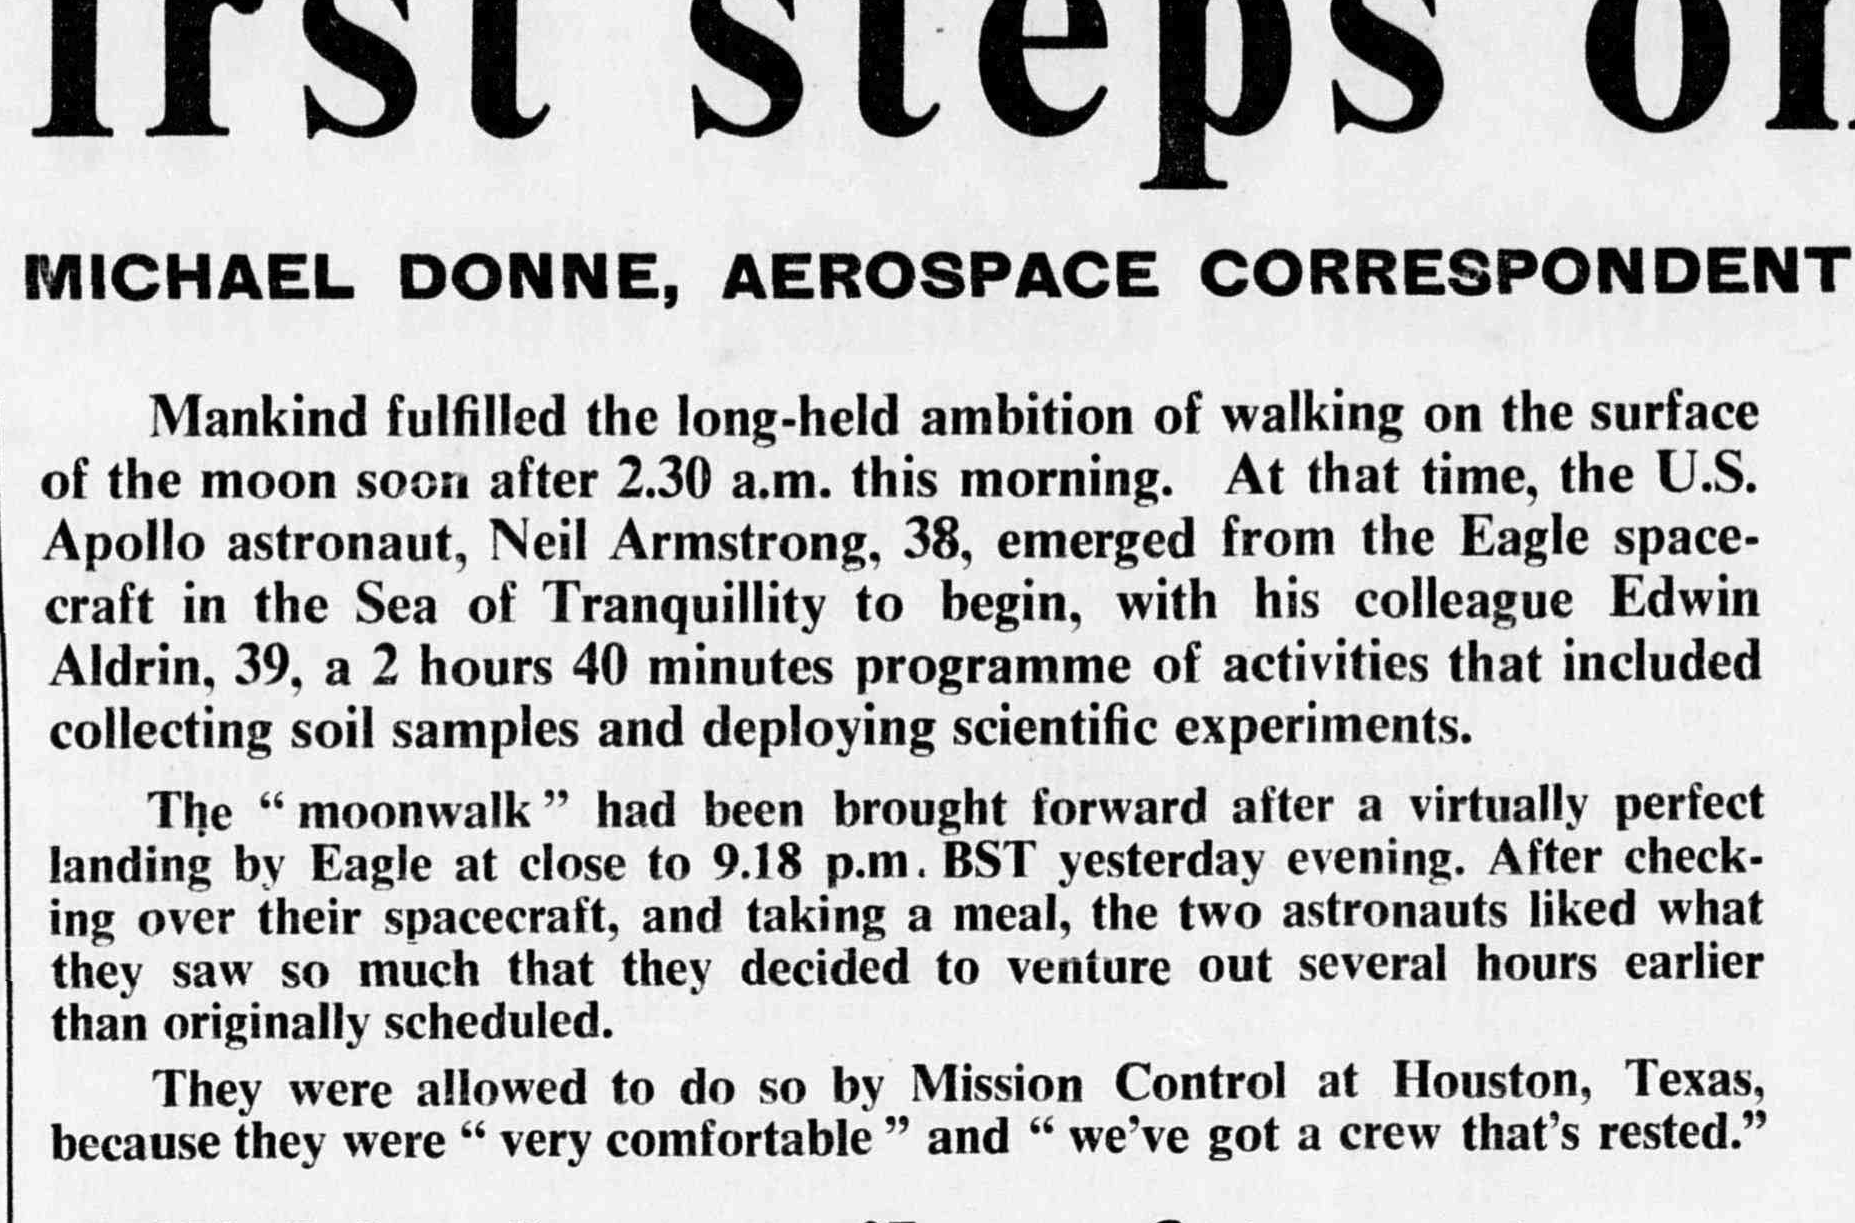 irst steps on
MICHAEL DONNE, AEROSPACE CORRESPONDENT
Mankind fulfilled the long-held ambition of walking on the surface
of the moon soon after 2.30 a.m. this morning. At that time, the U.S.
Apollo astronaut, Neil Armstrong, 38, emerged from the Eagle space-
craft in the Sea of Tranquillity to begin, with his colleague Edwin
Aldrin, 39, a 2 hours 40 minutes programme of activities that included
collecting soil samples and deploying scientific experiments.
The “ moonwalk ” had been brought forward after a virtually perfect
landing by Eagle at close to 9.18 p.m. BST yesterday evening. After check-
ing over their spacecraft, and taking a meal, the two astronauts liked what
they saw so much that they decided to venture out several hours earlier
than originally scheduled.
They were allowed to do so by Mission Control at Houston, Texas,
because they were “ very comfortable ” and “ we've got a crew that's rested.”